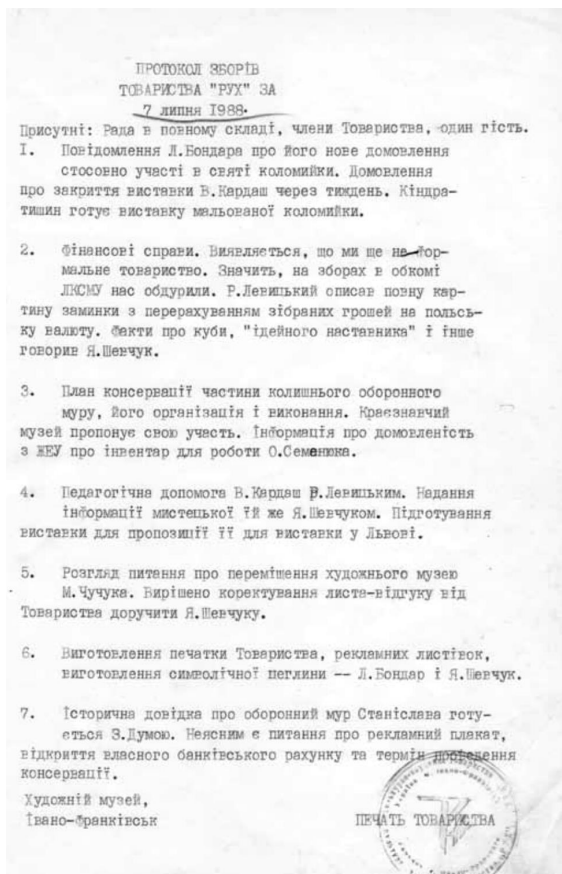 ПРОТОКОЛ ЗБОРІВ
ТОВАРИСТВА "РУХ" ЗА
7 липня I988.
Присутні: Рада в повному складі, члени Товариства, один гість.
I. Повідомлення Л.Бондара про його нове домовлення
стосовно участі в святі коломийки. Домовлення
про закриття виставки В.Кардаш через тиждень. Кіндра-
тишин готує виставку мальованої коломийки.
2. Фінансові справи. Виявляється, що ми ще не фор-
мальне товариство. Значить, на зборах в обкомі
ЛКСМУ нас обдурили. Р.Левицький описав повну кар-
тину заминки з перерахуванням зібраних грошей на польсь-
ку валюту. Факти про куби, "ідейного наставника" і інше
говорив Я.Шевчук.
3. План консервації частини колишнього оборонного
муру, його організація і виконання. Краєзнавчий
музей пропонує свою участь. Інформація про домовленість
з ЖЕУ про інвентар для роботи О.Семенюка.
4. Педагогічна допомога В.Кардаш Р.Левицьким. Надання
інформації мистецької їй же Я.Шевчуком. Підготування
виставки для пропозиції її для виставки у Львові.
5. Розгляд питання про переміщення художнього музею
М.Чучука. Вирішено коректування листа-відгуку від
Товариства доручити Я.Шевчуку.
6. Виготовлення печатки Товариства, рекламних листівок,
виготовлення символічної цеглини -- Л.Бондар і Я.Шевчук.
7. Історична довідка про оборонний мур Станіслава готу-
ється З.Думою. Неясним є питання про рекламний плакат,
відкриття власного банківського рахунку та термін проведення
консервації.
Художній музей,
Івано-Франківськ
ПЕЧАТЬ ТОВАРИСТВА